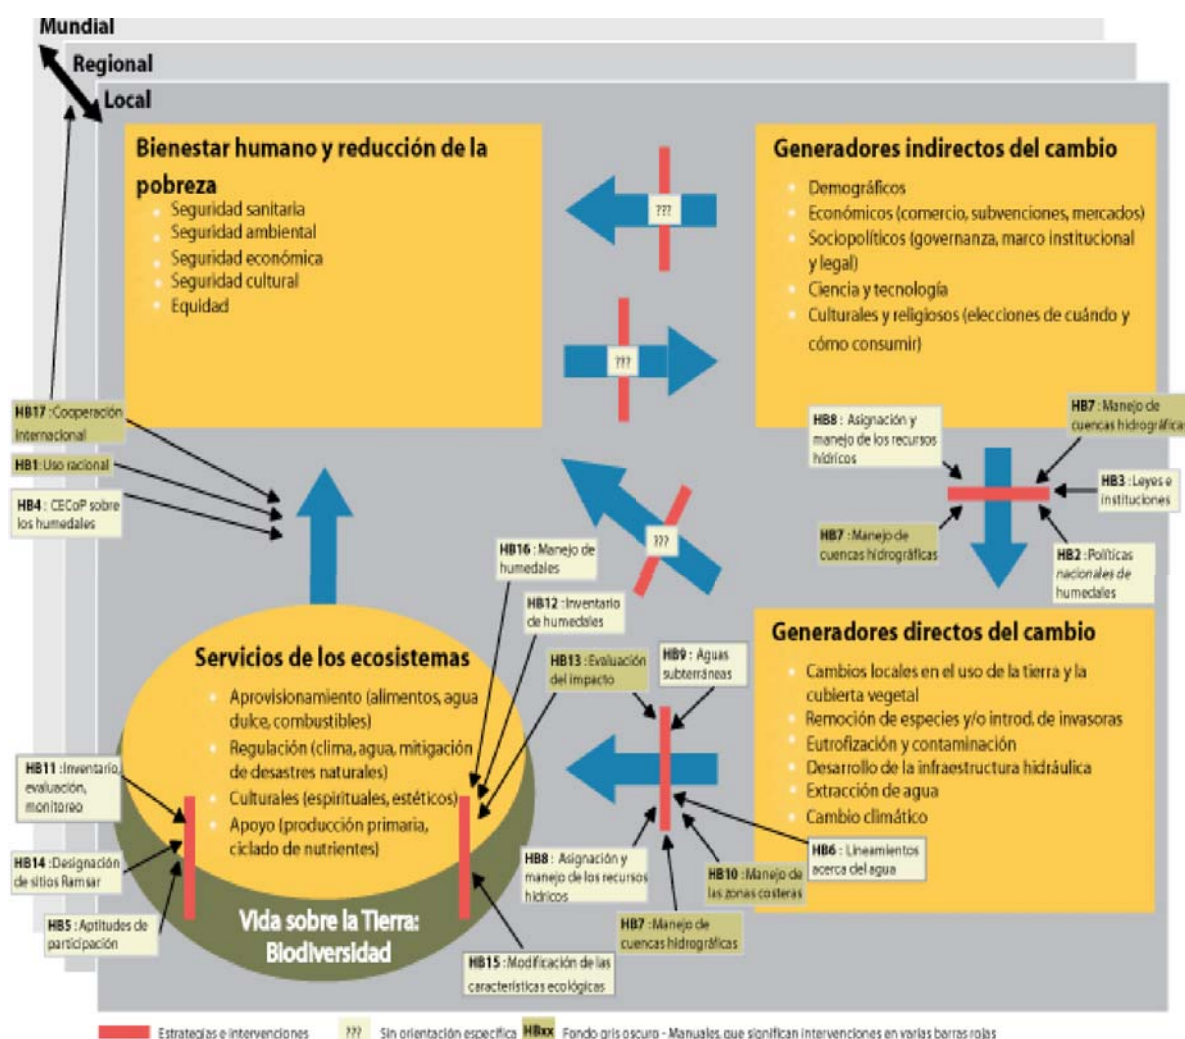 Mundial
Regional
Local
Bienestar humano y reducción de la
pobreza
Seguridad sanitaria
Seguridad ambiental
Seguridad económica
Seguridad cultural
Equidad
???
???
Generadores indirectos del cambio
Demográficos
Económicos (comercio, subvenciones, mercados)
Sociopolíticos (governanza, marco institucional
y legal)
Ciencia y tecnología
Culturales y religiosos (elecciones de cuándo y
cómo consumir)
HB17 : Cooperación
internacional
HB1: Uso racional
HB4 : CECoP sobre
los humedales
HB8 : Asignación y
manejo de los recursos
hídricos
HB7 : Manejo de
cuencas hidrográficas
HB3 : Leyes e
instituciones
HB7 : Manejo de
cuencas hidrográficas
HB2 : Políticas
nacionales de
humedales
???
HB16 : Manejo de
humedales
HB12 : Inventario
de humedales
HB13 : Evaluación
del impacto
HB9 : Aguas
subterráneas
Servicios de los ecosistemas
Aprovisionamiento (alimentos, agua
dulce, combustibles)
Regulación (clima, agua, mitigación
de desastres naturales)
Culturales (espirituales, estéticos)
Apoyo (producción primaria,
ciclado de nutrientes)
Generadores directos del cambio
Cambios locales en el uso de la tierra y la
cubierta vegetal
Remoción de especies y/o introd. de invasoras
Eutrofización y contaminación
Desarrollo de la infraestructura hidráulica
Extracción de agua
Cambio climático
HB11 : Inventario,
evaluación,
monitoreo
HB14 : Designación
de sitios Ramsar
HB5 : Aptitudes de
participación
Vida sobre la Tierra:
Biodiversidad
HB15 : Modificación de las
características ecológicas
HB8 : Asignación y
manejo de los recursos
hídricos
HB7 : Manejo de
cuencas hidrográficas
HB10 : Manejo de
las zonas costeras
HB6 : Lineamientos
acerca del agua
Estrategias e intervenciones
??? Sin orientación específica
HBxx Fondo gris oscuro - Manuales, que significan intervenciones en varias barras rojas